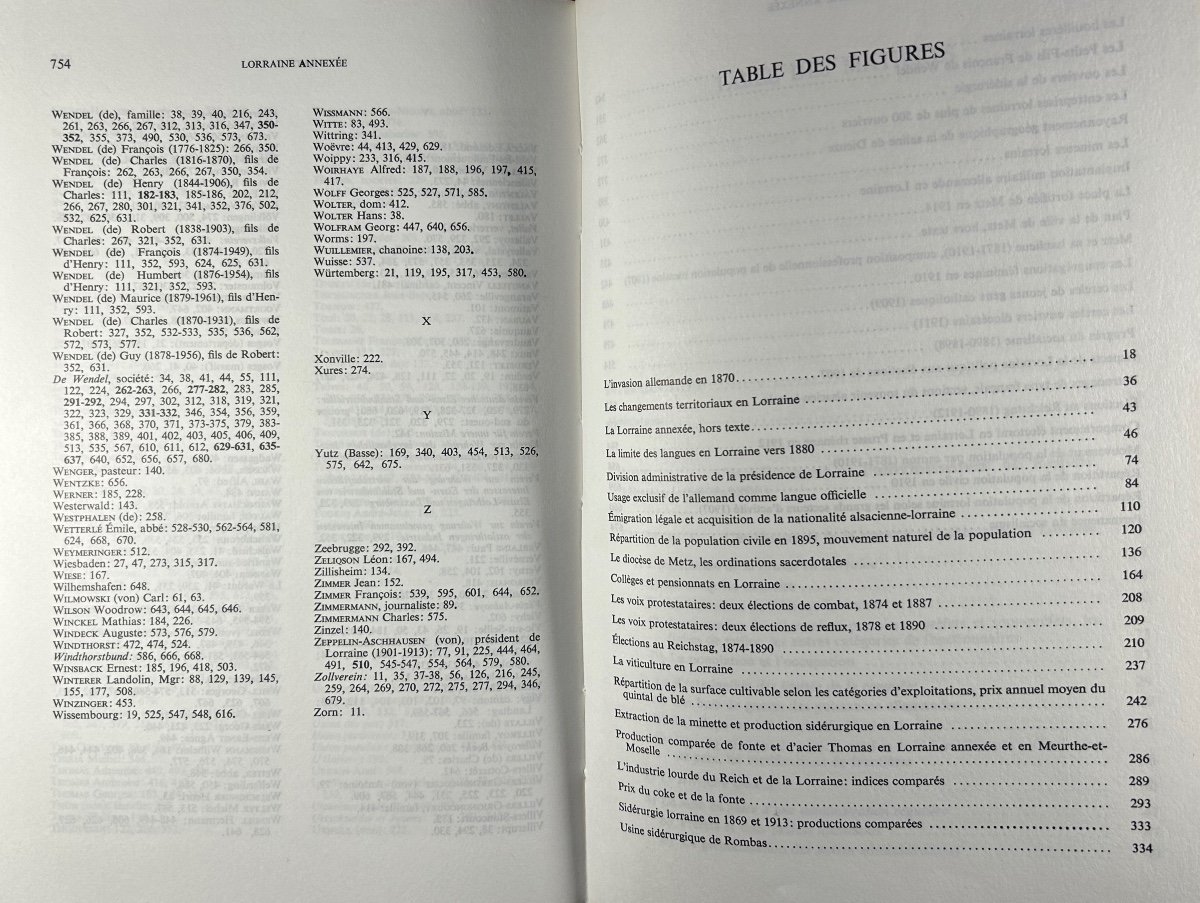 754
LORRAINE ANNEXÉE
WENDEL (de), famille: 38, 39, 40, 216, 243,
261, 263, 266, 267, 312, 313, 316, 347, 350-
352, 355, 373, 490, 530, 536, 573, 673.
WENDEL (de) François (1776-1825): 266, 350.
WENDEL (de) Charles (1816-1870), fils de
François: 262, 263, 266, 267, 350, 354.
WENDEL (de) Henry (1844-1906), fils de
Charles: 111, 182-183, 185-186, 202, 212,
266, 267, 280, 301, 321, 341, 352, 376, 502,
532, 625, 631.
WENDEL (de) Robert (1838-1903), fils de
Charles: 267, 321, 352, 631.
WENDEL (de) François (1874-1949), fils
d'Henry: 111, 352, 593, 624, 625, 631.
WENDEL (de) Humbert (1876-1954), fils
d'Henry: 111, 321, 352, 593.
WENDEL (de) Maurice (1879-1961), fils d'Hen-
ry: 111, 352, 593.
WENDEL (de) Charles (1870-1931), fils de
Robert: 327, 352, 532-533, 535, 536, 562,
572, 573, 577.
WENDEL (de) Guy (1878-1956), fils de Robert:
352, 631.
De Wendel, société: 34, 38, 41, 44, 55, 111,
122, 224, 262-263, 266, 277-282, 283, 285,
291-292, 294, 297, 302, 312, 318, 319, 321,
322, 323, 329, 331-332, 346, 354, 356, 359,
361, 366, 368, 370, 371, 373-375, 379, 383-
385, 388, 389, 401, 402, 403, 405, 406, 409,
513, 535, 567, 610, 611, 612, 629-631, 635-
637, 640, 652, 656, 657, 680.
WENGER, pasteur: 140.
WENTZKE: 656.
WERNER: 185, 228.
Westerwald: 143.
WESTPHALEN (de): 258.
WETTERLÉ Émile, abbé: 528-530, 562-564, 581,
624, 668, 670.
WEYMERINGER: 512.
Wiesbaden: 27, 47, 273, 315, 317.
WIESE: 167.
Wilhemshafen: 648.
WILMOWSKI (von) Carl: 61, 63.
WILSON Woodrow: 643, 644, 645, 646.
WINCKEL Mathias: 184, 226.
WINDECK Auguste: 573, 576, 579.
WINDTHORST: 472, 474, 524.
Windthorstbund: 586, 666, 668.
WINSBACK Ernest: 185, 196, 418, 503.
WINTERER Landolin, Mgr: 88, 129, 139, 145,
155, 177, 508.
WINZINGER: 453.
Wissembourg: 19, 525, 547, 548, 616.
WISSMANN: 566.
WITTE: 83, 493.
Wittring: 341.
Woëvre: 44, 413, 429, 629.
Woippy: 233, 316, 415.
WOIRHAYE Alfred: 187, 188, 196, 197, 415,
417.
WOLFF Georges: 525, 527, 571, 585.
WOLTER, dom: 412.
WOLTER Hans: 38.
WOLFRAM Georg: 447, 640, 656.
Worms: 197.
WUILLEMIER, chanoine: 138, 203.
Wuisse: 537.
Würtemberg: 21, 119, 195, 317, 453, 580.
X
Xonville: 222.
Xures: 274.
Y
Yutz (Basse): 169, 340, 403, 454, 513, 526,
575, 642, 675.
Z
Zeebrugge: 292, 392.
ZELIQSON Léon: 167, 494.
Zillisheim: 134.
ZIMMER Jean: 152.
ZIMMER François: 539, 595, 601, 644, 652.
ZIMMERMANN, journaliste: 89.
ZIMMERMANN Charles: 575.
Zinzel: 140.
ZEPPELIN-ASCHHAUSEN (von), président de
Lorraine (1901-1913): 77, 91, 225, 444, 464,
491, 510, 545-547, 554, 564, 579, 580.
Zollverein: 11, 35, 37-38, 56, 126, 216, 245,
259, 264, 269, 270, 272, 275, 277, 294, 346,
679.
Zorn: 11.
TABLE DES FIGURES
L'invasion allemande en 1870 18
Les changements territoriaux en Lorraine 36
La Lorraine annexée, hors texte 43
La limite des langues en Lorraine vers 1880 46
Division administrative de la présidence de Lorraine 74
Usage exclusif de l'allemand comme langue officielle 84
Émigration légale et acquisition de la nationalité alsacienne-lorraine 110
Répartition de la population civile en 1895, mouvement naturel de la population 120
Le diocèse de Metz, les ordinations sacerdotales 136
Collèges et pensionnats en Lorraine 164
Les voix protestataires: deux élections de combat, 1874 et 1887 208
Les voix protestataires: deux élections de reflux, 1878 et 1890 209
Élections au Reichstag, 1874-1890 210
La viticulture en Lorraine 237
Répartition de la surface cultivable selon les catégories d'exploitations, prix annuel moyen du
quintal de blé 242
Extraction de la minette et production sidérurgique en Lorraine 276
Production comparée de fonte et d'acier Thomas en Lorraine annexée et en Meurthe-et-
Moselle 286
L'industrie lourde du Reich et de la Lorraine: indices comparés 289
Prix du coke et de la fonte 293
Sidérurgie lorraine en 1869 et 1913: productions comparées 333
Usine sidérurgique de Rombas 334